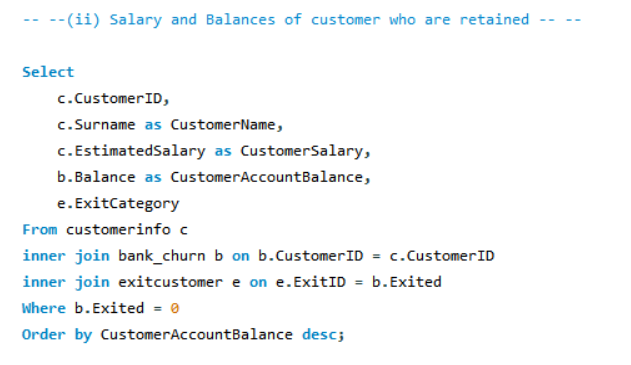 -- --(ii) Salary and Balances of customer who are retained -- --
Select
c.CustomerID,
c.Surname as CustomerName,
c.EstimatedSalary as CustomerSalary,
b.Balance as CustomerAccountBalance,
e.ExitCategory
From customerinfo c
inner join bank_churn b on b.CustomerID = c.CustomerID
inner join exitcustomer e on e.ExitID = b.Exited
Where b.Exited = 0
Order by CustomerAccountBalance desc;